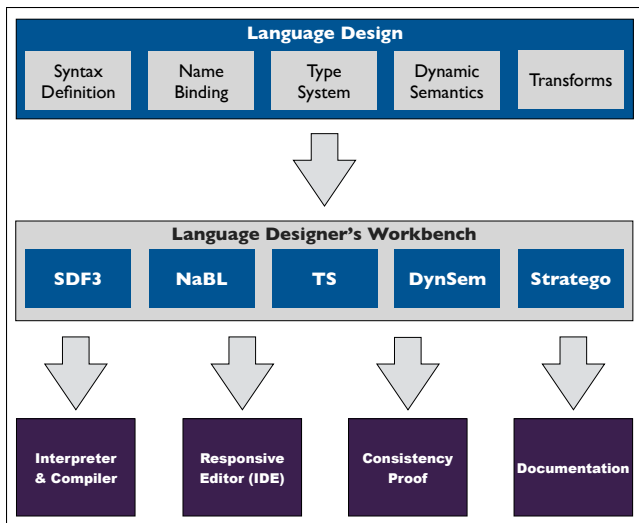 Language Design
Syntax
Definition
Name
Binding
Type
System
Dynamic
Semantics
Transforms
Language Designer's Workbench
SDF3
NaBL
TS
DynSem
Stratego
Interpreter
& Compiler
Responsive
Editor (IDE)
Consistency
Proof
Documentation